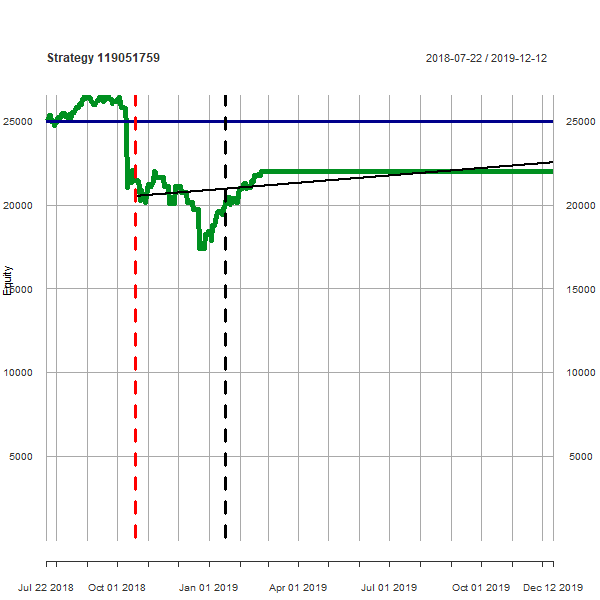 Strategy 119051759
2018-07-22 / 2019-12-12
25000 25000
20000 20000
Equity
15000 15000
10000 10000
5000 5000
Jul 22 2018 Oct 01 2018 Jan 01 2019 Apr 01 2019 Jul 01 2019 Oct 01 2019 Dec 12 2019